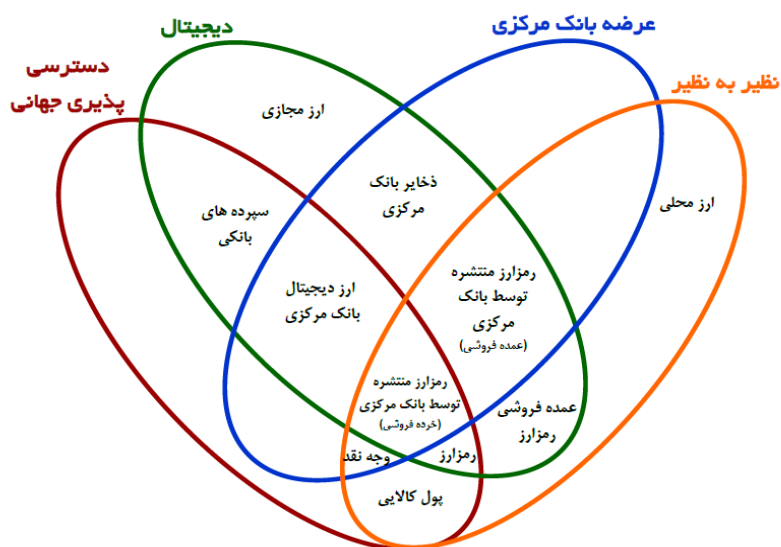 عرضه بانک مرکزی
دیجیتال
نظیر به نظیر
دسترسی
پذیری جهانی
ارز مجازی
ذخایر بانک
مرکزی
ارز محلی
سپرده های
بانکی
رمزارز منتشره
توسط بانک
مرکزی
(عمده فروشی)
ارز دیجیتال
بانک مرکزی
رمزارز منتشره
توسط بانک مرکزی
(خرده فروشی)
عمده فروشی
رمزارز
رمزارز
وجه نقد
پول کالایی